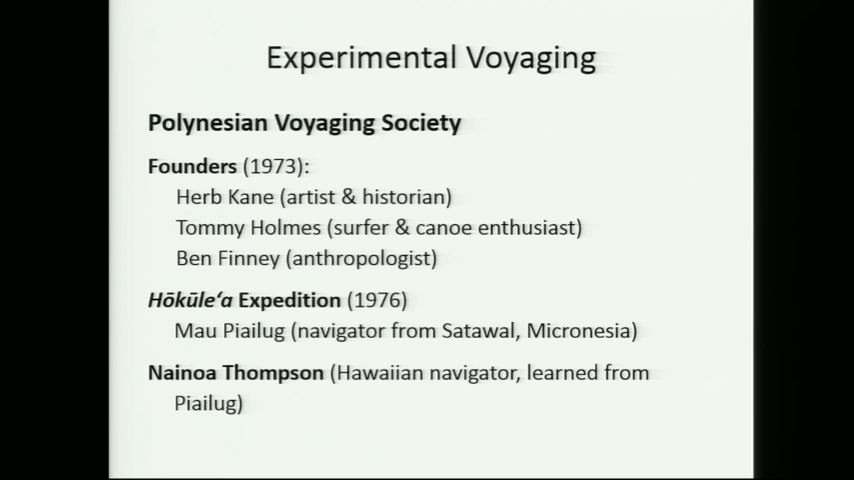 Experimental Voyaging
Polynesian Voyaging Society
Founders (1973):
Herb Kane (artist & historian)
Tommy Holmes (surfer & canoe enthusiast)
Ben Finney (anthropologist)
Hōkūleʻa Expedition (1976)
Mau Piailug (navigator from Satawal, Micronesia)
Nainoa Thompson (Hawaiian navigator, learned from
Piailug)